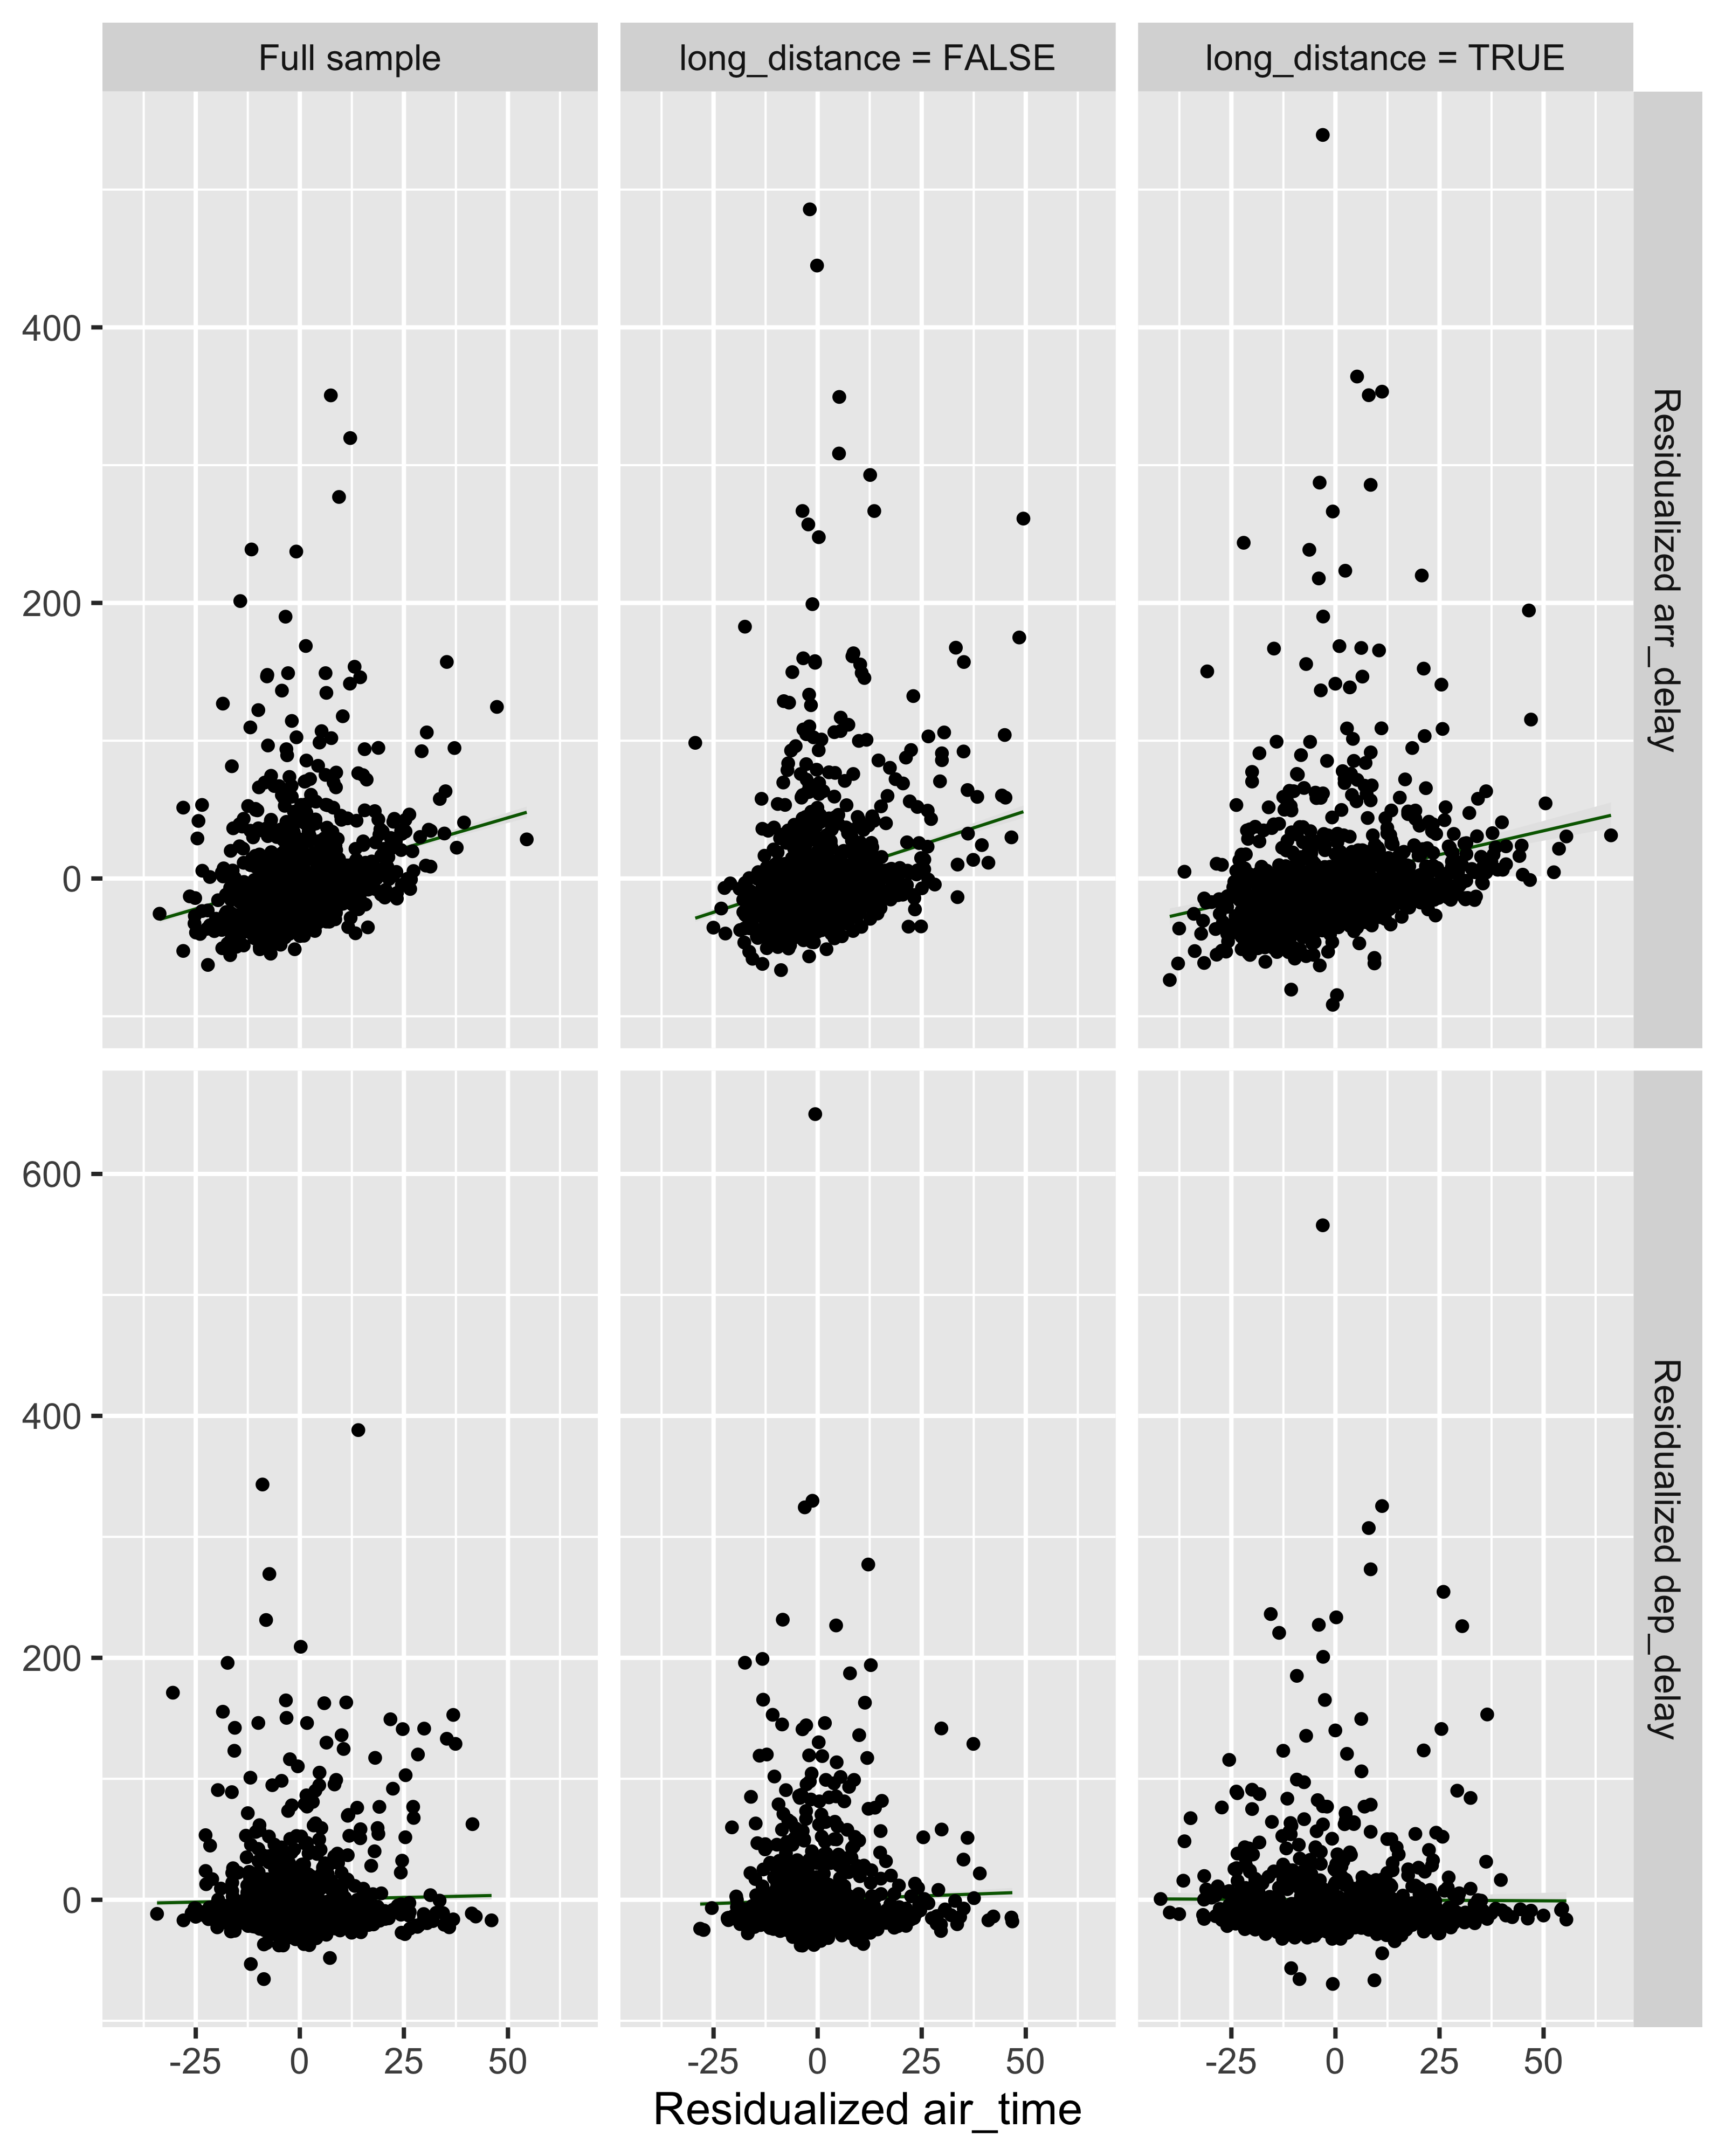 Full sample
long_distance = FALSE
long_distance = TRUE
400
200
0
Residualized arr_delay
600
400
200
0
Residualized dep_delay
-25 0 25 50
-25 0 25 50
-25 0 25 50
Residualized air_time